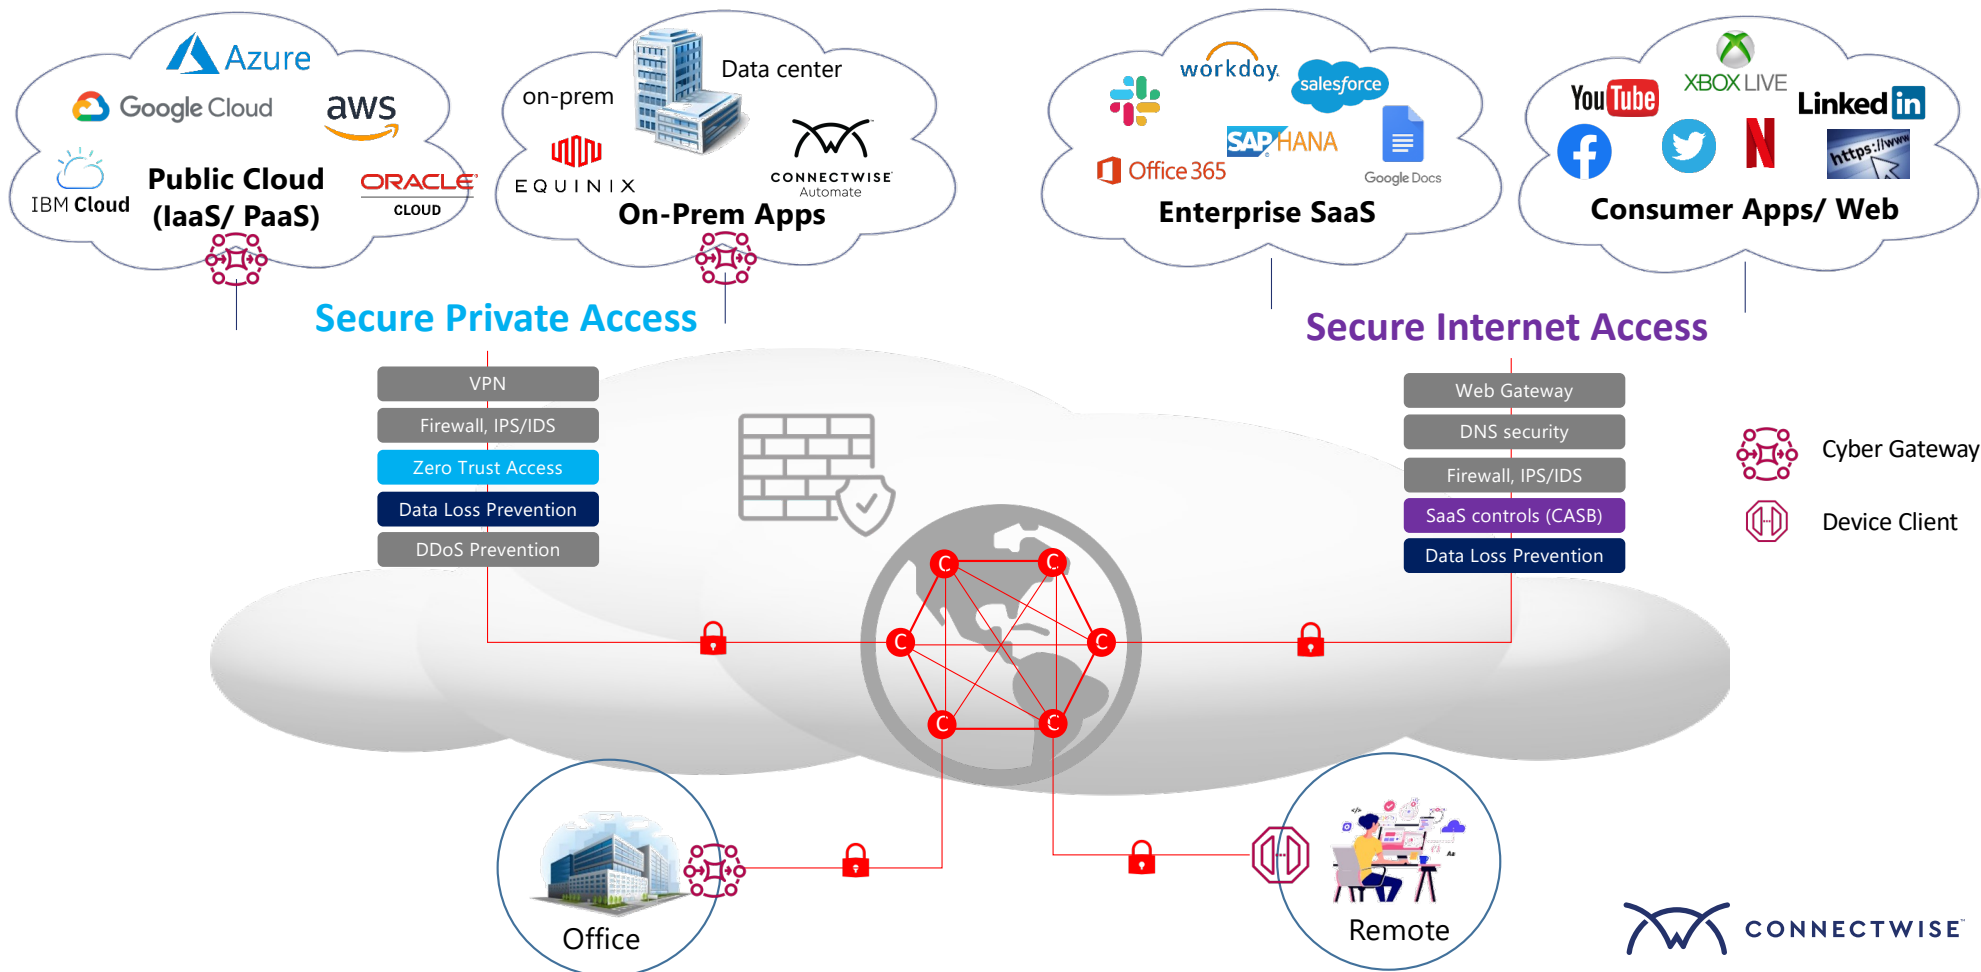 Azure
Google Cloud
aws
IBM Cloud
Public Cloud
(IaaS/ PaaS)
ORACLE
CLOUD
Data center
on-prem
EQUINIX
CONNECTWISE
Automate
On-Prem Apps
workday.
salesforce
SAP HANA
Office 365
Google Docs
Enterprise SaaS
XBOX LIVE
YouTube
Linked in
f
N
https://www
Consumer Apps/ Web
Secure Private Access
VPN
Firewall, IPS/IDS
Zero Trust Access
Data Loss Prevention
DDoS Prevention
Secure Internet Access
Web Gateway
DNS security
Firewall, IPS/IDS
SaaS controls (CASB)
Data Loss Prevention
Cyber Gateway
Device Client
C
C
C
C
C
C
Office
Remote
CONNECTWISE™